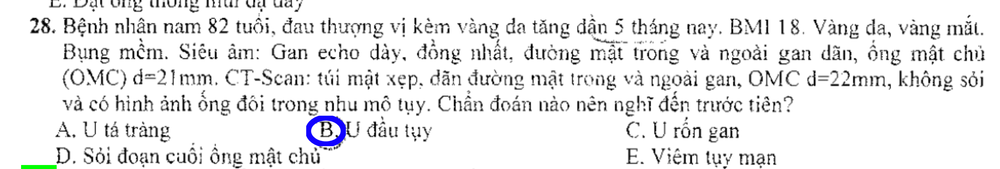 E. Đặt ống thông mũi dạ dày
28. Bệnh nhân nam 82 tuổi, đau thượng vị kèm vàng da tăng dần 5 tháng nay. BMI 18. Vàng da, vàng mắt.
Bụng mềm. Siêu âm: Gan echo dày, đồng nhất, đường mật trong và ngoài gan dãn, ống mật chủ
(OMC) d=21mm. CT-Scan: túi mật xẹp, dãn đường mật trong và ngoài gan, OMC d=22mm, không sỏi
và có hình ảnh ống đôi trong nhu mô tụy. Chẩn đoán nào nên nghĩ đến trước tiên?
A. U tá tràng B. U đầu tụy C. U rốn gan
D. Sỏi đoạn cuối ống mật chủ E. Viêm tụy mạn